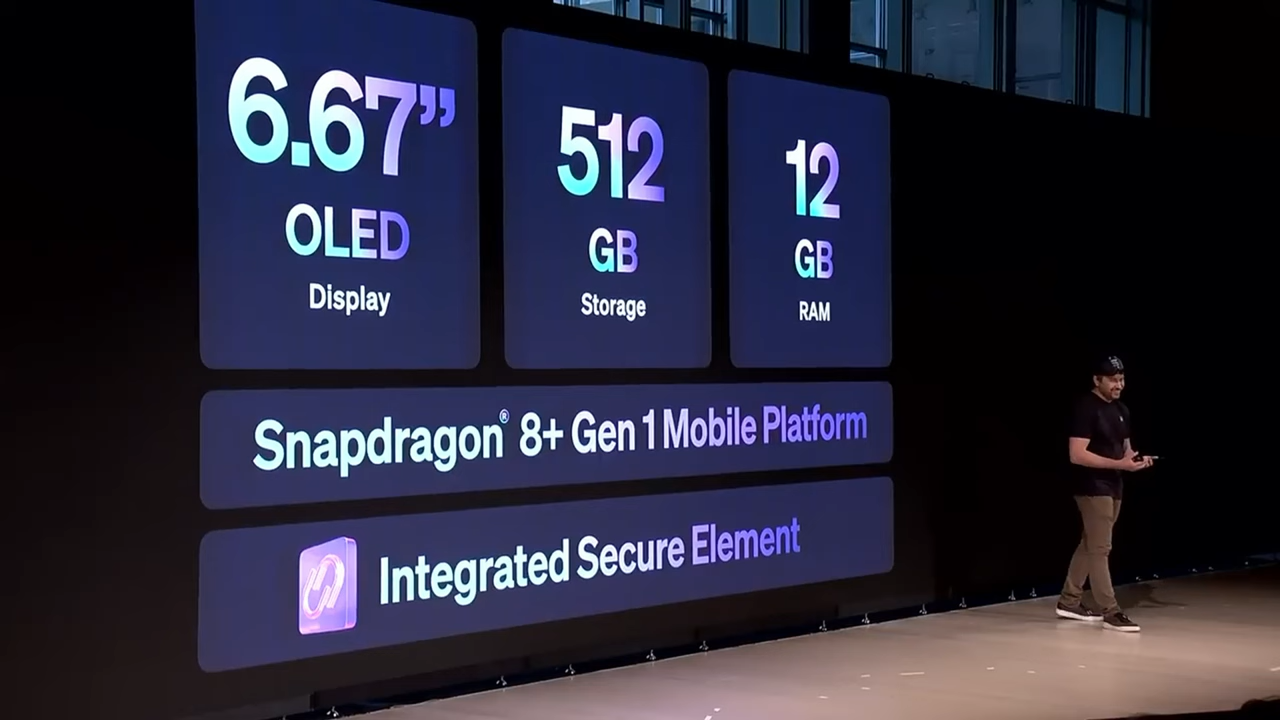 6.67”
OLED
Display
512
GB
Storage
12
GB
RAM
Snapdragon® 8+ Gen 1 Mobile Platform
Integrated Secure Element